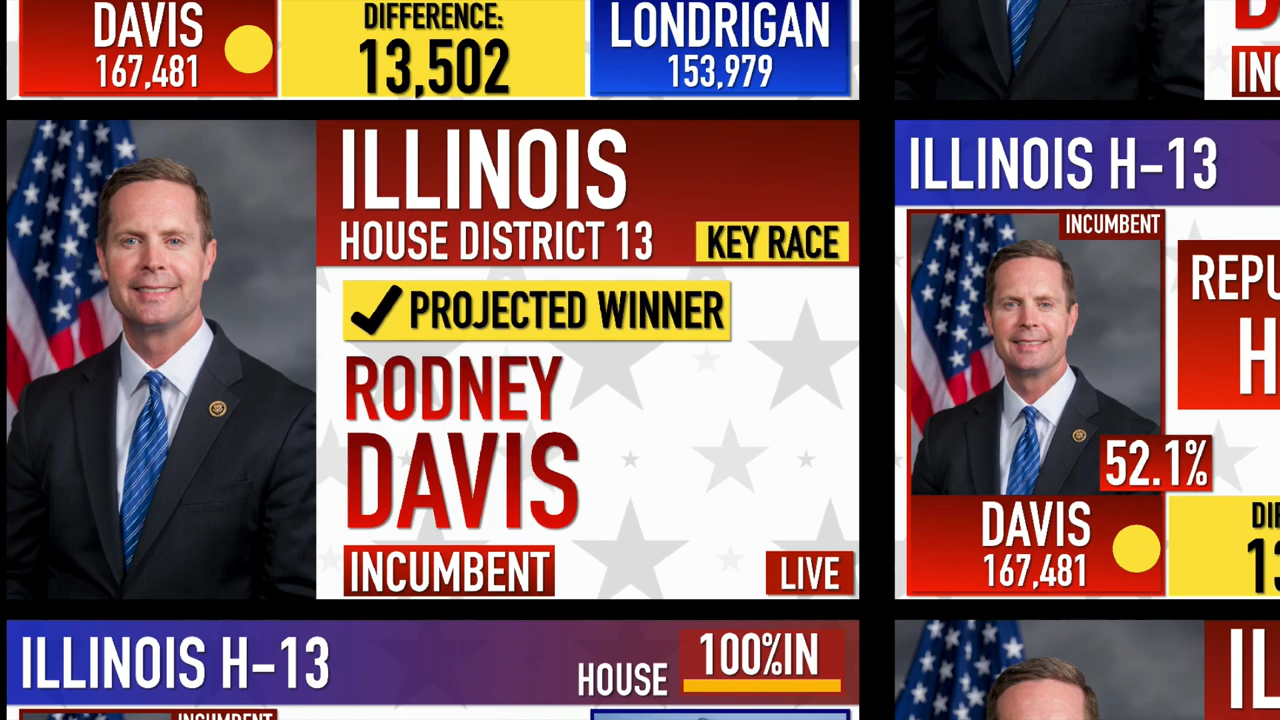 DAVIS
167,481
DIFFERENCE:
13,502
LONDRIGAN
153,979
ILLINOIS
HOUSE DISTRICT 13
KEY RACE
PROJECTED WINNER
RODNEY
DAVIS
INCUMBENT
LIVE
ILLINOIS H-13
INCUMBENT
52.1%
DAVIS
167,481
ILLINOIS H-13
HOUSE
100%IN
INCUMBENT